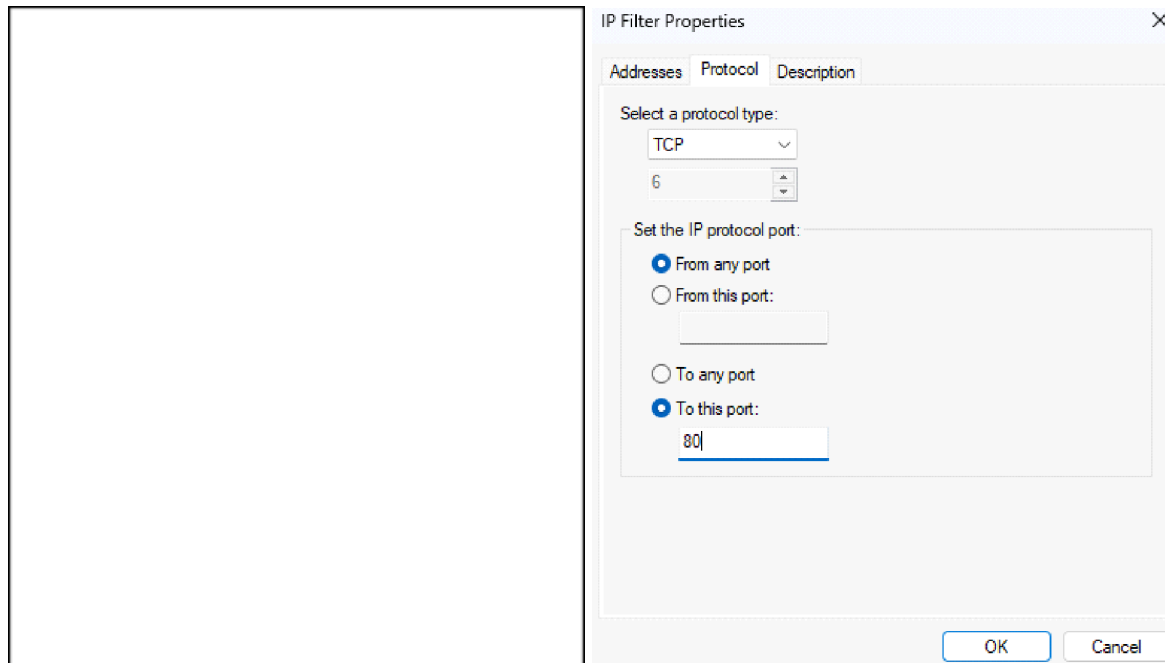 IP Filter Properties
Addresses Protocol Description
Select a protocol type:
TCP
6
Set the IP protocol port:
From any port
From this port:
To any port
To this port:
80
OK Cancel